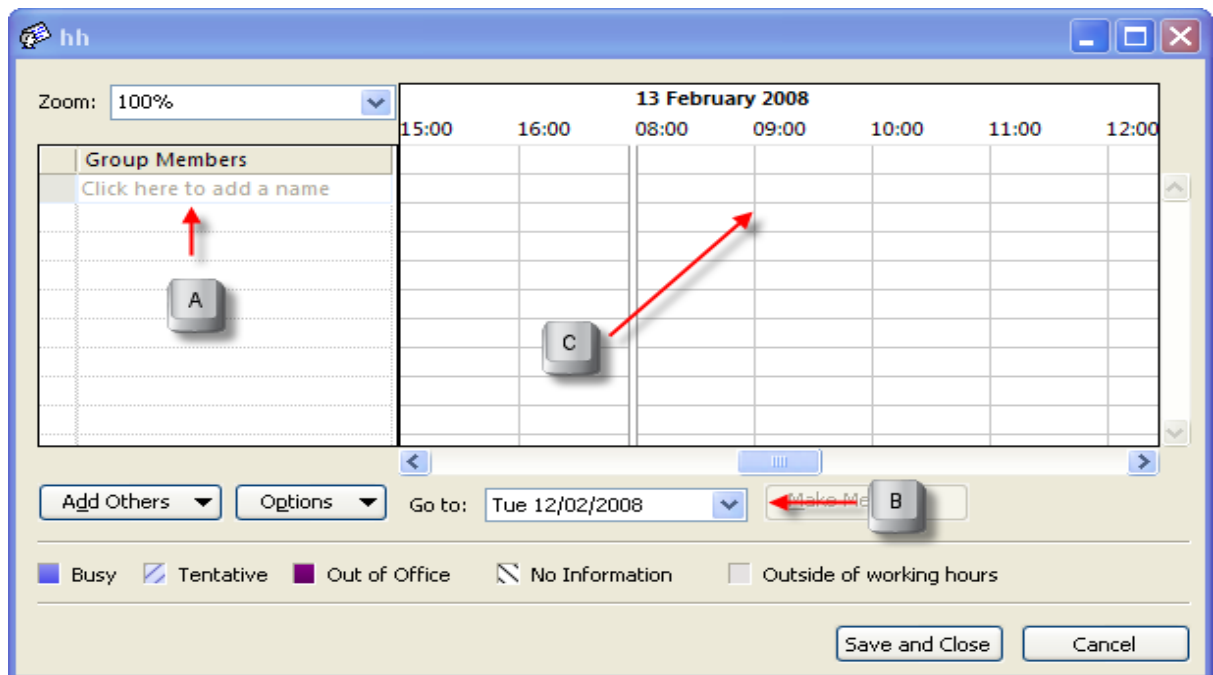 hh
Zoom: 100%
13 February 2008
15:00 16:00 08:00 09:00 10:00 11:00 12:00
Group Members
Click here to add a name
A
C
Add Others Options Go to: Tue 12/02/2008 Make Me B
Busy Tentative Out of Office No Information Outside of working hours
Save and Close Cancel